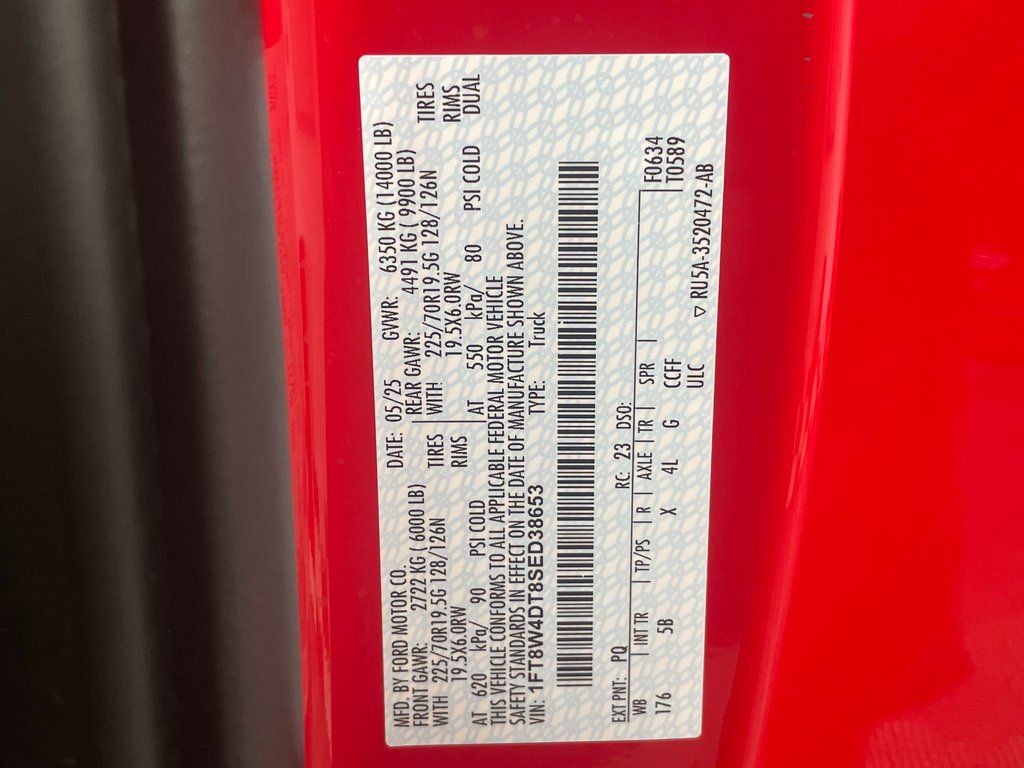 MFD. BY FORD MOTOR CO.
DATE: 05/25 GVWR: 6350 KG (14000 LB)
FRONT GAWR: 2722 KG ( 6000 LB)
REAR GAWR: 4491 KG ( 9900 LB)
WITH 225/70R19.5G 128/126N TIRES
19.5X6.0RW RIMS
WITH: 225/70R19.5G 128/126N TIRES
19.5X6.0RW RIMS
AT 620 kPa/ 90 PSI COLD
AT 550 kPa/ 80 PSI COLD DUAL
THIS VEHICLE CONFORMS TO ALL APPLICABLE FEDERAL MOTOR VEHICLE
SAFETY STANDARDS IN EFFECT ON THE DATE OF MANUFACTURE SHOWN ABOVE.
VIN: 1FT8W4DT8SED38653 TYPE: Truck
EXT PNT: PQ RC: 23 DSO: F0634
WB INT TR TP/PS R AXLE TR SPR T0589
176 5B X 4L G CCFF
ULC
▽ RU5A-3520472-AB